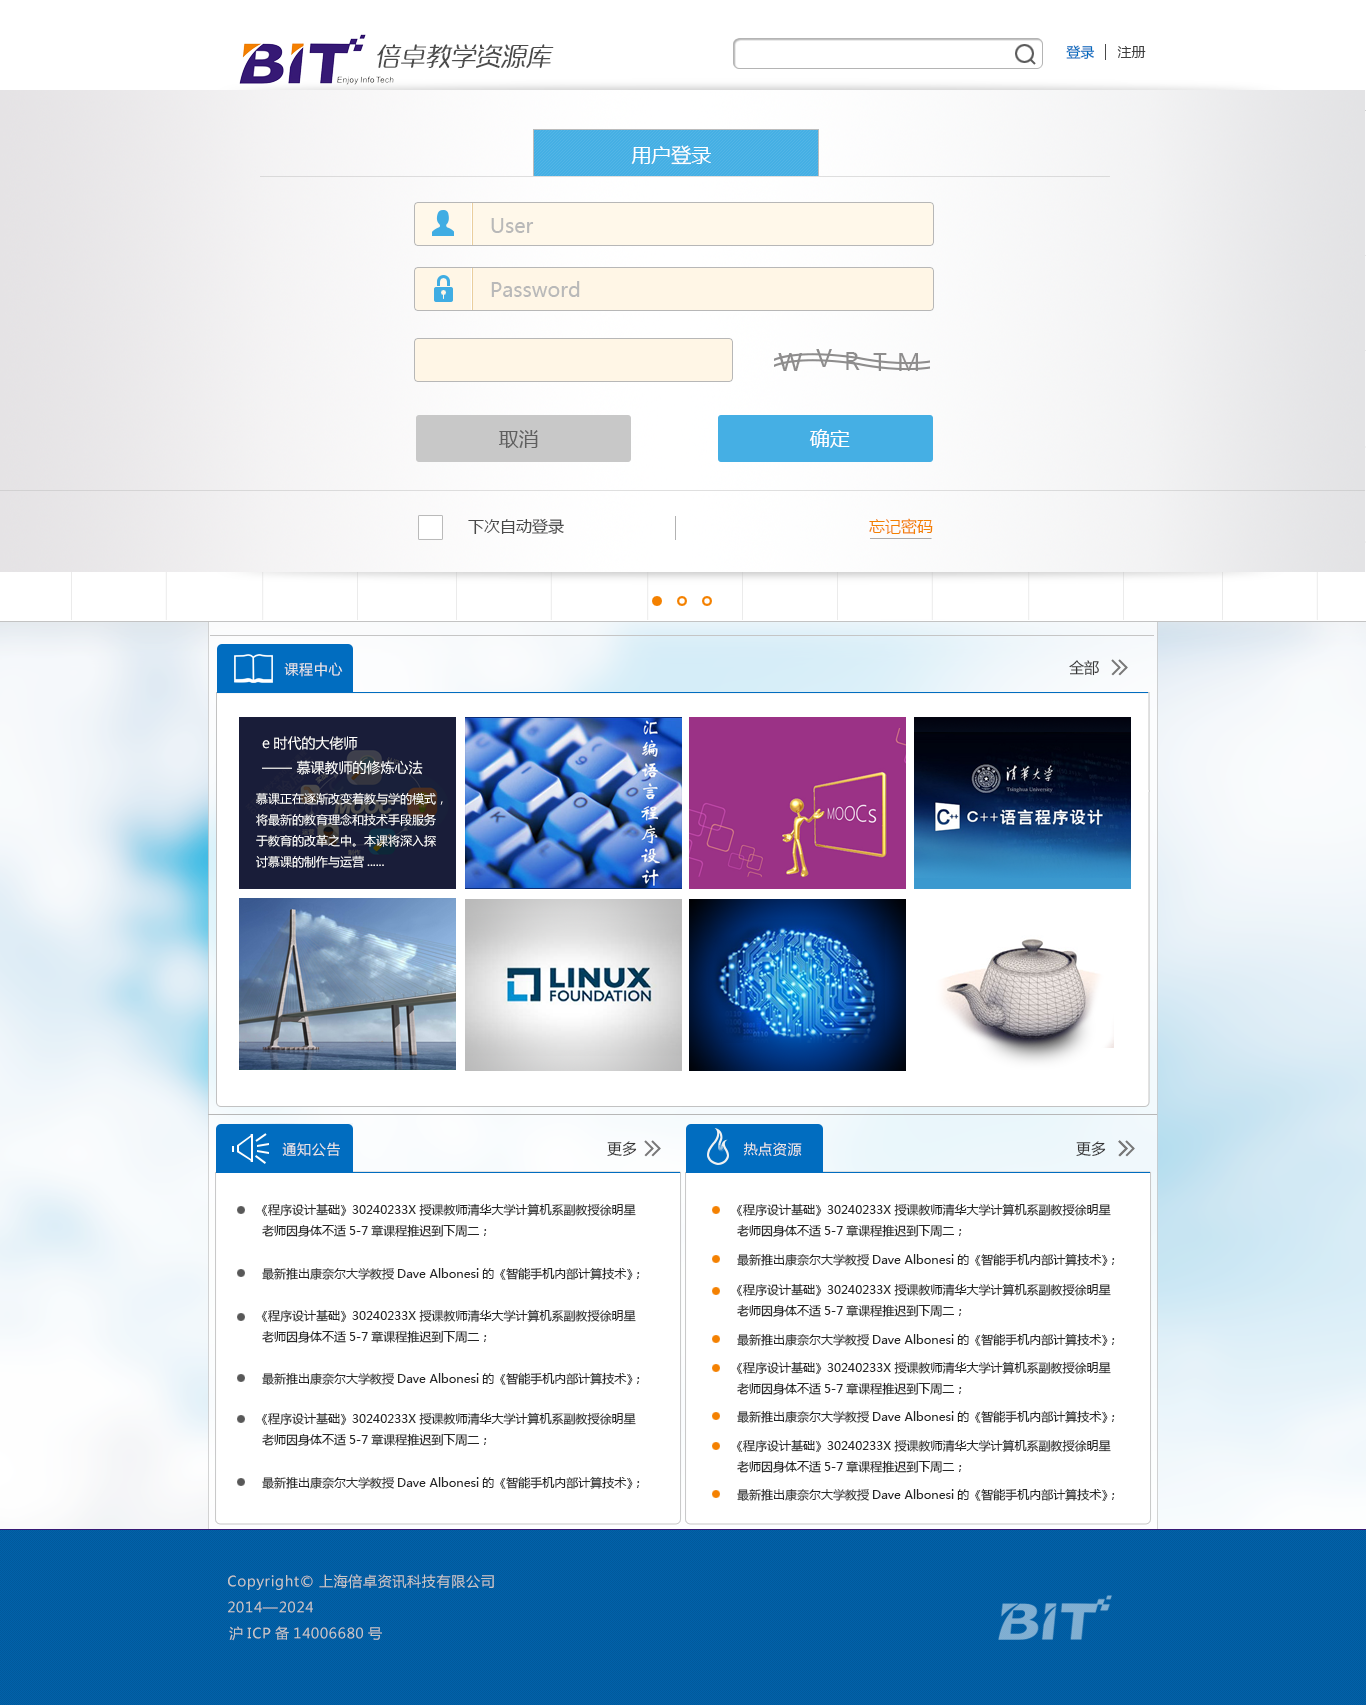 BIT
Enjoy Info Tech
倍卓教学资源库
登录 | 注册
用户登录
User
Password
W V R T M
取消
确定
下次自动登录
忘记密码
课程中心
全部
e 时代的大佬师
—— 慕课教师的修炼心法
慕课正在逐渐改变着教与学的模式，
将最新的教育理念和技术手段服务
于教育的改革之中。本课将深入探
讨慕课的制作与运营 ......
汇编语言程序设计
MOOCs
清华大学
Tsinghua University
C++
C++语言程序设计
LINUX
FOUNDATION
通知公告
更多
《程序设计基础》30240233X 授课教师清华大学计算机系副教授徐明星
老师因身体不适 5-7 章课程推迟到下周二；
最新推出康奈尔大学教授 Dave Albonesi 的《智能手机内部计算技术》；
《程序设计基础》30240233X 授课教师清华大学计算机系副教授徐明星
老师因身体不适 5-7 章课程推迟到下周二；
最新推出康奈尔大学教授 Dave Albonesi 的《智能手机内部计算技术》；
《程序设计基础》30240233X 授课教师清华大学计算机系副教授徐明星
老师因身体不适 5-7 章课程推迟到下周二；
最新推出康奈尔大学教授 Dave Albonesi 的《智能手机内部计算技术》；
热点资源
更多
《程序设计基础》30240233X 授课教师清华大学计算机系副教授徐明星
老师因身体不适 5-7 章课程推迟到下周二；
最新推出康奈尔大学教授 Dave Albonesi 的《智能手机内部计算技术》；
《程序设计基础》30240233X 授课教师清华大学计算机系副教授徐明星
老师因身体不适 5-7 章课程推迟到下周二；
最新推出康奈尔大学教授 Dave Albonesi 的《智能手机内部计算技术》；
《程序设计基础》30240233X 授课教师清华大学计算机系副教授徐明星
老师因身体不适 5-7 章课程推迟到下周二；
最新推出康奈尔大学教授 Dave Albonesi 的《智能手机内部计算技术》；
《程序设计基础》30240233X 授课教师清华大学计算机系副教授徐明星
老师因身体不适 5-7 章课程推迟到下周二；
最新推出康奈尔大学教授 Dave Albonesi 的《智能手机内部计算技术》；
Copyright© 上海倍卓资讯科技有限公司
2014—2024
沪 ICP 备 14006680 号
BIT